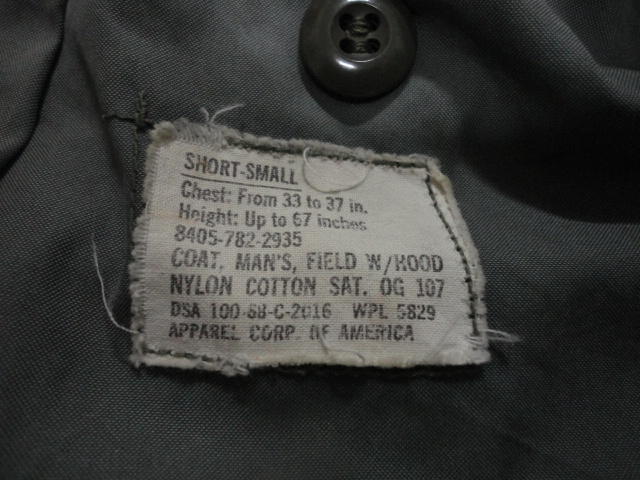 SHORT-SMALL
Chest: From 33 to 37 in.
Height: Up to 67 inches
8405-782-2935
COAT, MAN'S, FIELD W/HOOD
NYLON COTTON SAT. OG 107
DSA 100-68-C-2016 WPL 5829
APPAREL CORP. OF AMERICA